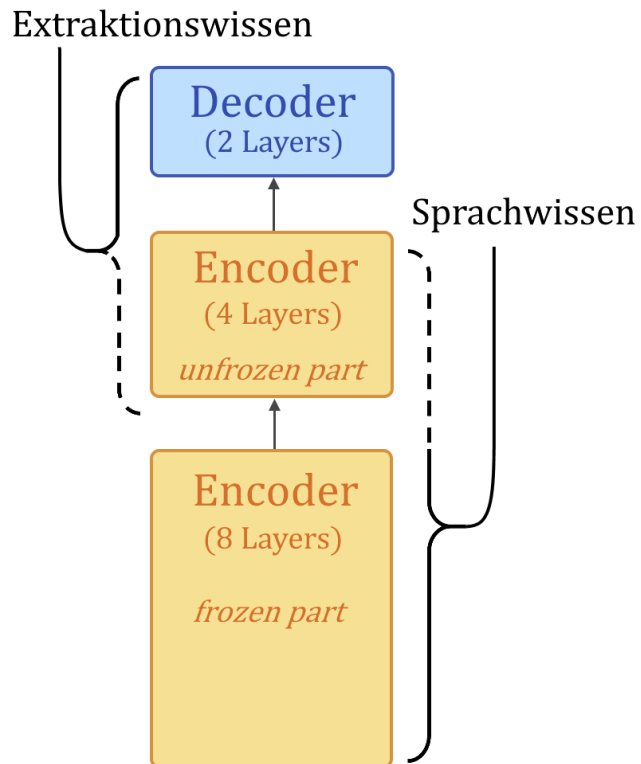 Extraktionswissen
Decoder
(2 Layers)
Sprachwissen
Encoder
(4 Layers)
unfrozen part
Encoder
(8 Layers)
frozen part